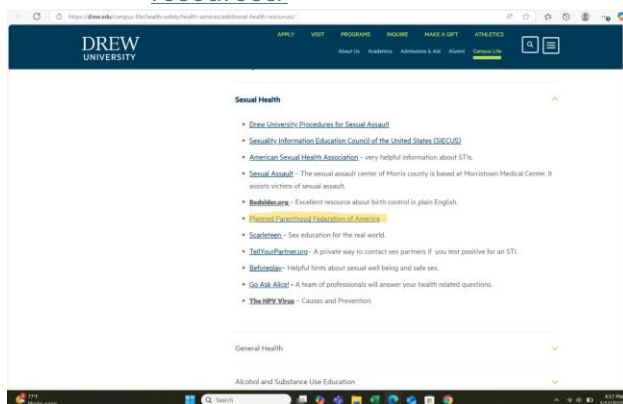 resources/
https://drew.edu/campus-life/health-safety/health-services/additional-health-resources/
DREW
UNIVERSITY
APPLY VISIT PROGRAMS INQUIRE MAKE A GIFT ATHLETICS
About Us Academics Admissions & Aid Alumni Campus Life
Sexual Health
• Drew University Procedures for Sexual Assault
• Sexuality Information Education Council of the United States (SIECUS)
• American Sexual Health Association – very helpful information about STIs.
• Sexual Assault – The sexual assault center of Morris county is based at Morristown Medical Center. It
assists victims of sexual assault.
• Bedsider.org – Excellent resource about birth control in plain English.
• Planned Parenthood Federation of America
• Scarleteen – Sex education for the real world.
• TellYourPartner.org– A private way to contact sex partners if you test positive for an STI.
• Beforeplay– Helpful hints about sexual well being and safe sex.
• Go Ask Alice! – A team of professionals will answer your health related questions.
• The HPV Virus – Causes and Prevention.
General Health
Alcohol and Substance Use Education
Search
4:57 PM